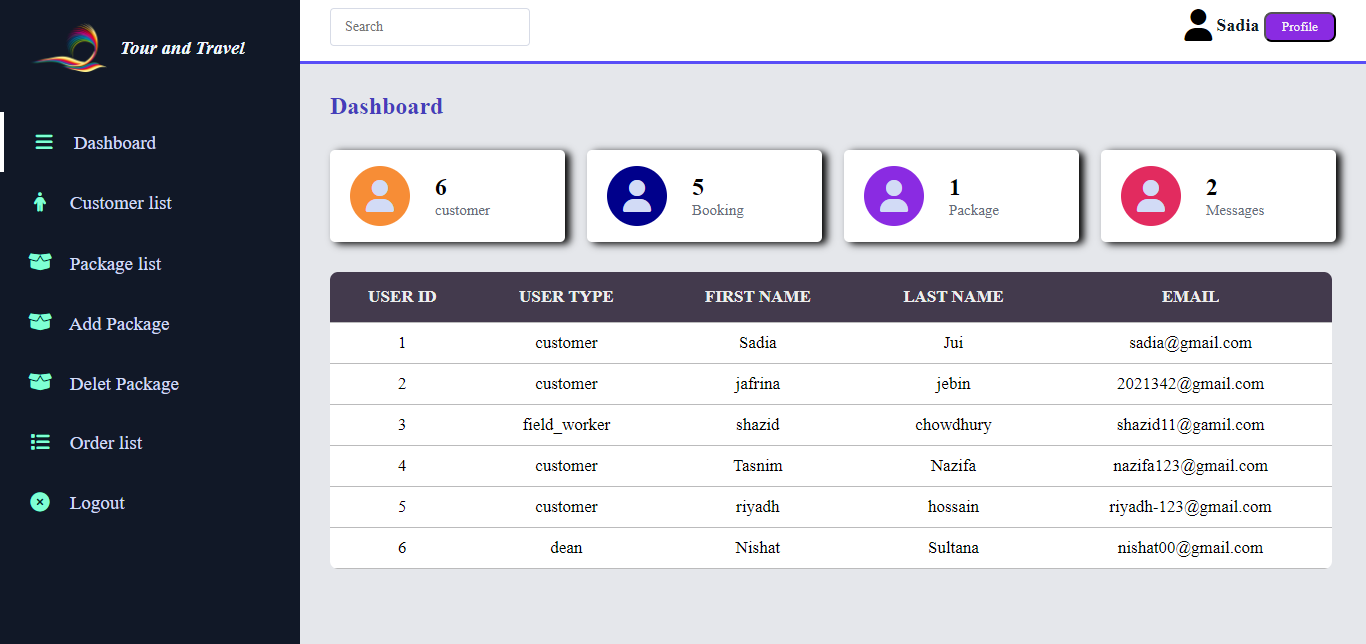 Tour and Travel
Dashboard
Customer list
Package list
Add Package
Delet Package
Order list
Logout
Search
Sadia Profile
Dashboard
6
customer
5
Booking
1
Package
2
Messages
USER ID USER TYPE FIRST NAME LAST NAME EMAIL
1 customer Sadia Jui sadia@gmail.com
2 customer jafrina jebin 2021342@gmail.com
3 field_worker shazid chowdhury shazid11@gamil.com
4 customer Tasnim Nazifa nazifa123@gmail.com
5 customer riyadh hossain riyadh-123@gmail.com
6 dean Nishat Sultana nishat00@gmail.com